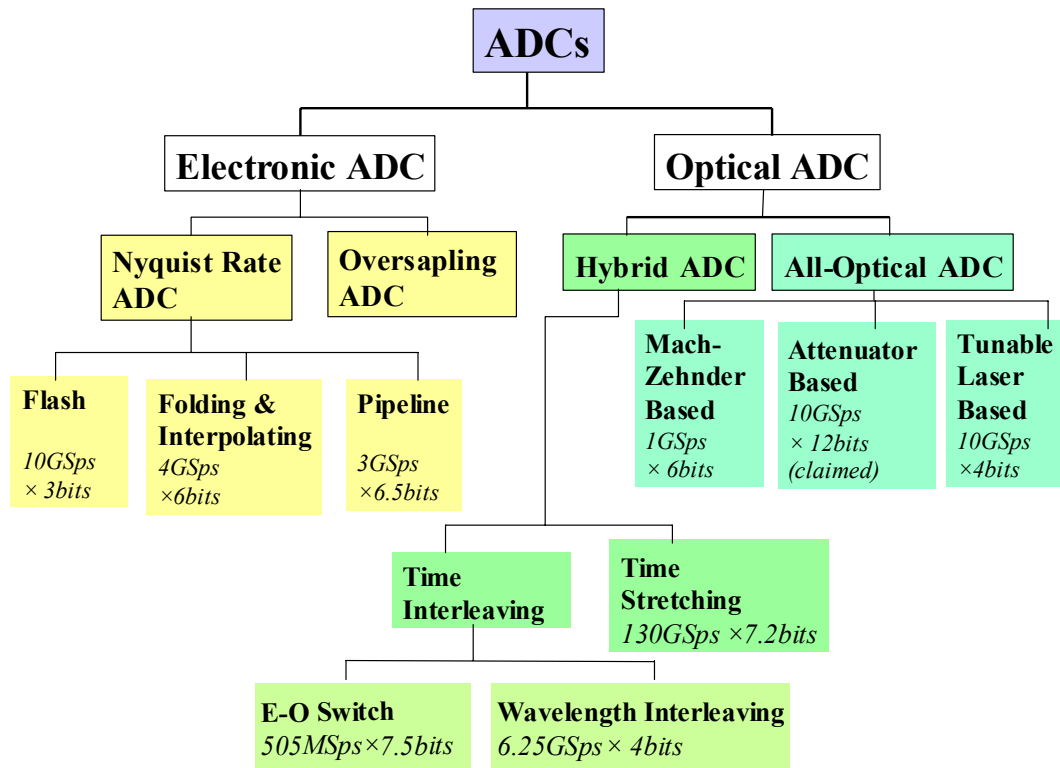 ADCs
Electronic ADC
Optical ADC
Nyquist Rate
ADC
Oversapling
ADC
Hybrid ADC
All-Optical ADC
Flash
10GSps
× 3bits
Folding &
Interpolating
4GSps
×6bits
Pipeline
3GSps
×6.5bits
Mach-
Zehnder
Based
1GSps
× 6bits
Attenuator
Based
10GSps
× 12bits
(claimed)
Tunable
Laser
Based
10GSps
×4bits
Time
Interleaving
Time
Stretching
130GSps ×7.2bits
E-O Switch
505MSps×7.5bits
Wavelength Interleaving
6.25GSps× 4bits